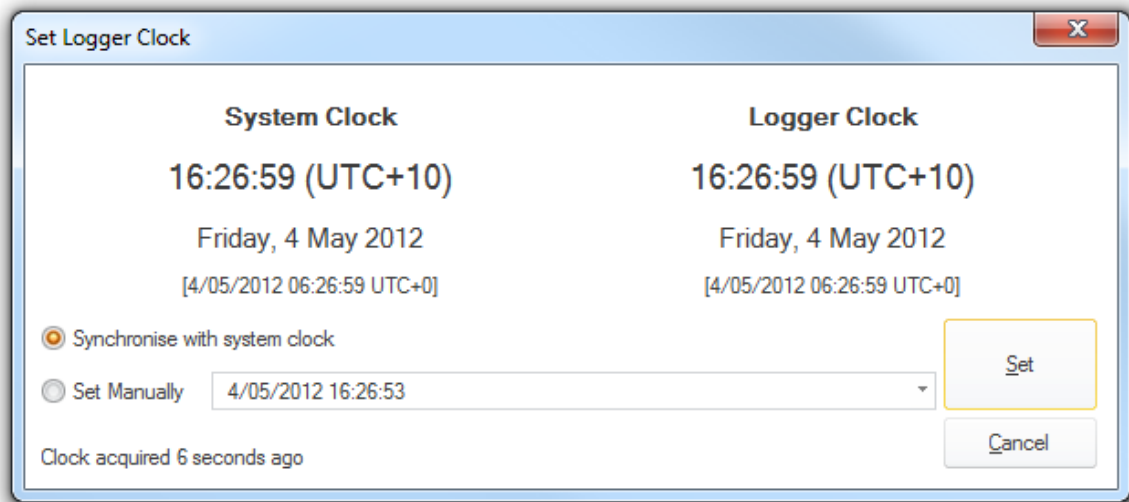 Set Logger Clock
System Clock
Logger Clock
16:26:59 (UTC+10)
16:26:59 (UTC+10)
Friday, 4 May 2012
Friday, 4 May 2012
[4/05/2012 06:26:59 UTC+0]
[4/05/2012 06:26:59 UTC+0]
Synchronise with system clock
Set
Set Manually
4/05/2012 16:26:53
Cancel
Clock acquired 6 seconds ago